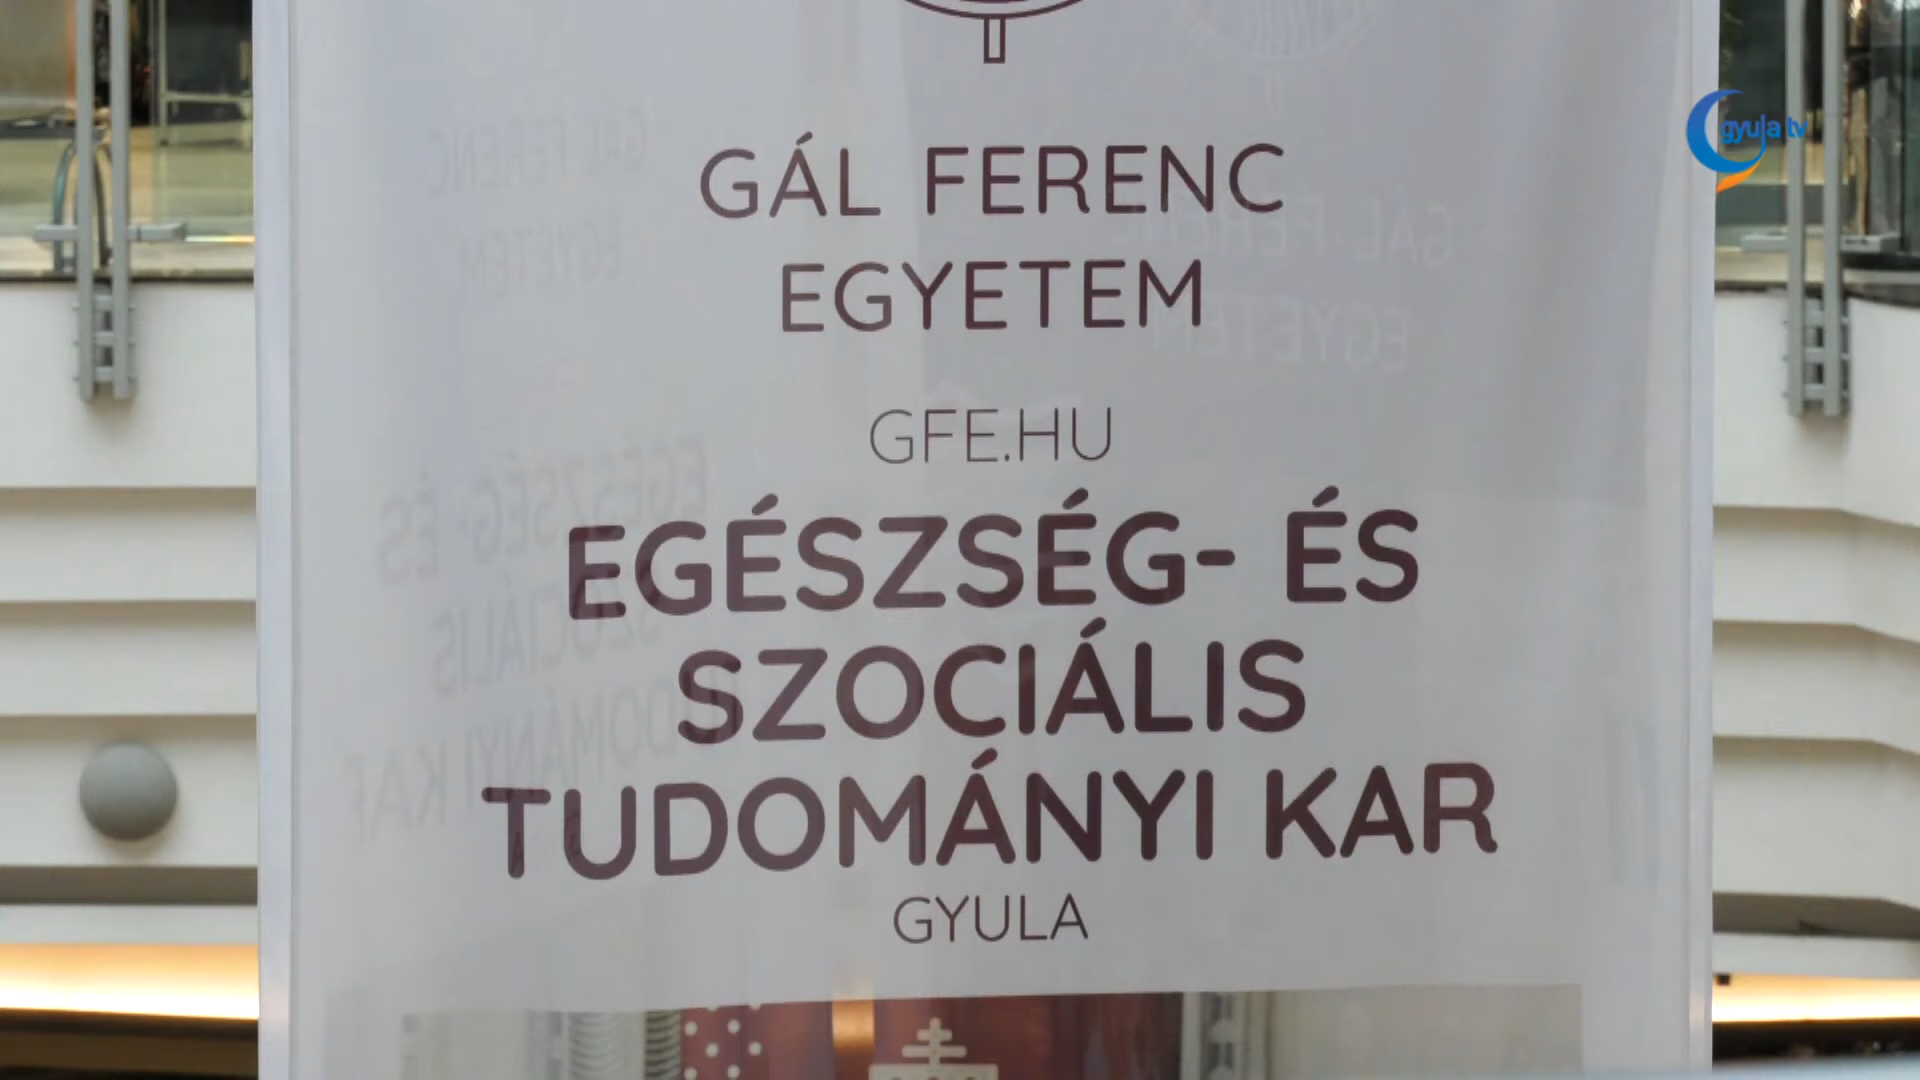 gyula tv
GÁL FERENC
EGYETEM
GFE.HU
EGÉSZSÉG- ÉS
SZOCIÁLIS
TUDOMÁNYI KAR
GYULA